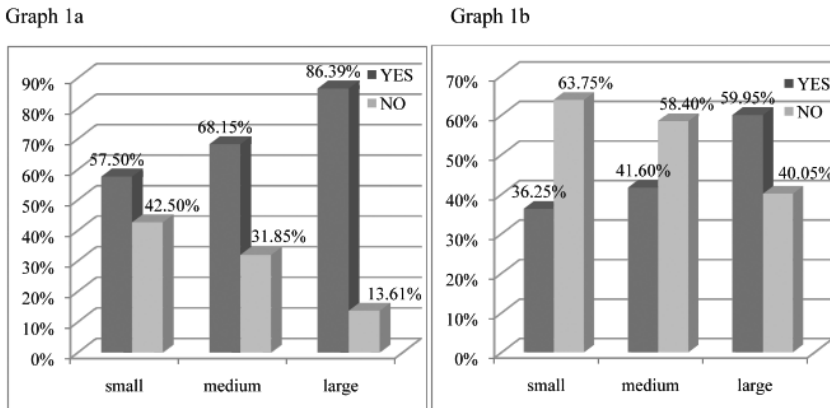 Graph 1a
90%
80%
70%
60%
50%
40%
30%
20%
10%
0%
57.50%
42.50%
68.15%
31.85%
86.39%
13.61%
YES
NO
small
medium
large
Graph 1b
70%
60%
50%
40%
30%
20%
10%
0%
36.25%
63.75%
41.60%
58.40%
59.95%
40.05%
YES
NO
small
medium
large